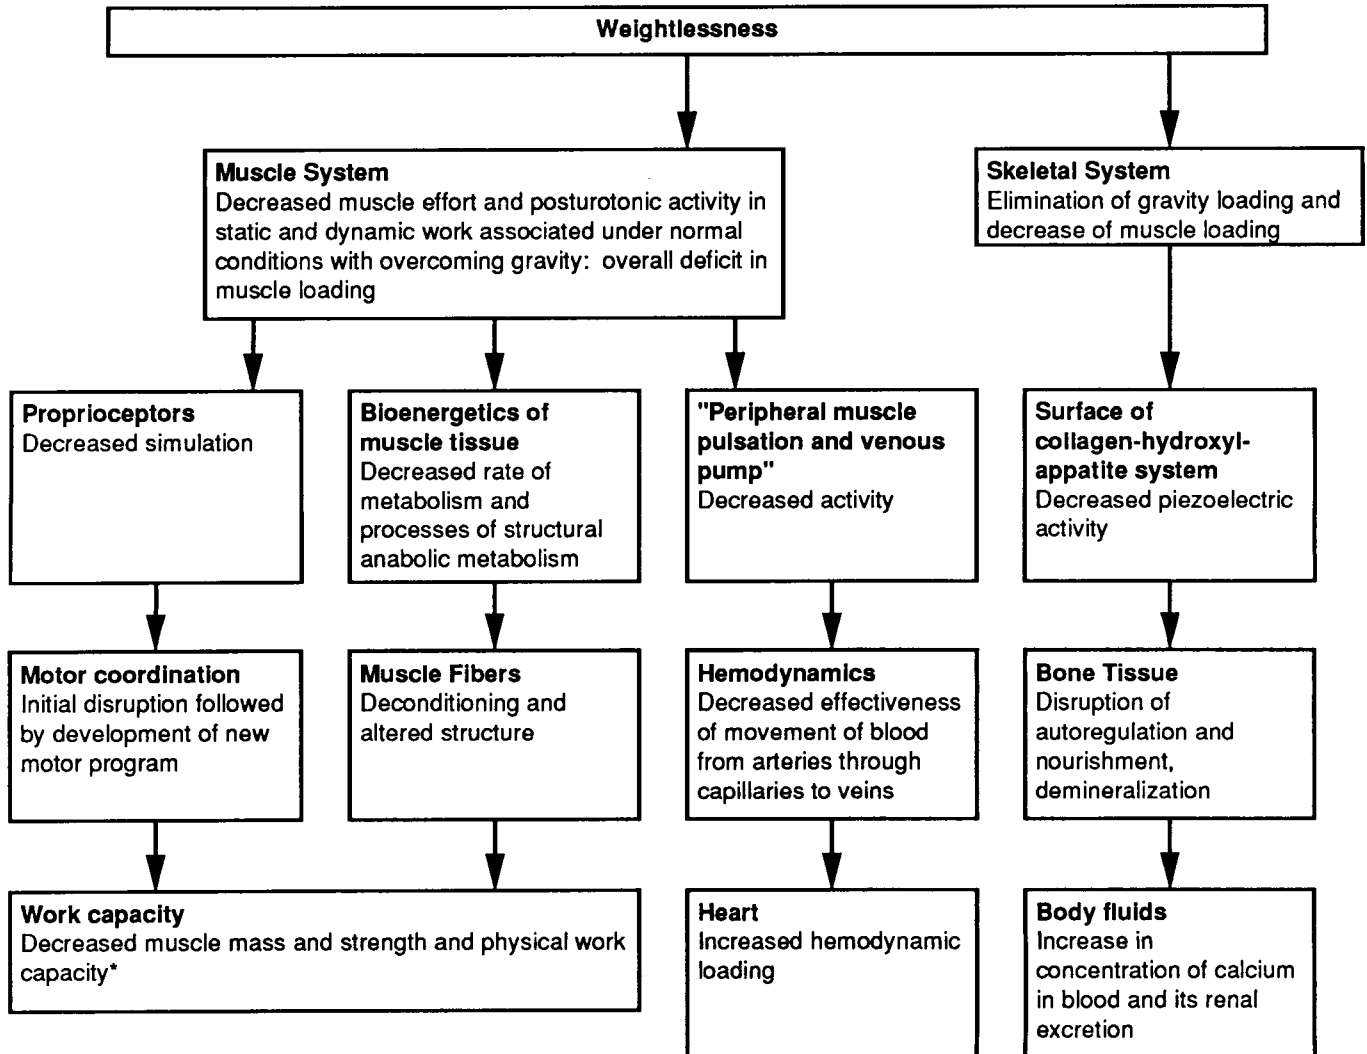 Weightlessness
Muscle System
Decreased muscle effort and posturotonic activity in
static and dynamic work associated under normal
conditions with overcoming gravity: overall deficit in
muscle loading
Skeletal System
Elimination of gravity loading and
decrease of muscle loading
Proprioceptors
Decreased simulation
Bioenergetics of
muscle tissue
Decreased rate of
metabolism and
processes of structural
anabolic metabolism
"Peripheral muscle
pulsation and venous
pump"
Decreased activity
Surface of
collagen-hydroxyl-
appatite system
Decreased piezoelectric
activity
Motor coordination
Initial disruption followed
by development of new
motor program
Muscle Fibers
Deconditioning and
altered structure
Hemodynamics
Decreased effectiveness
of movement of blood
from arteries through
capillaries to veins
Bone Tissue
Disruption of
autoregulation and
nourishment,
demineralization
Work capacity
Decreased muscle mass and strength and physical work
capacity*
Heart
Increased hemodynamic
loading
Body fluids
Increase in
concentration of calcium
in blood and its renal
excretion